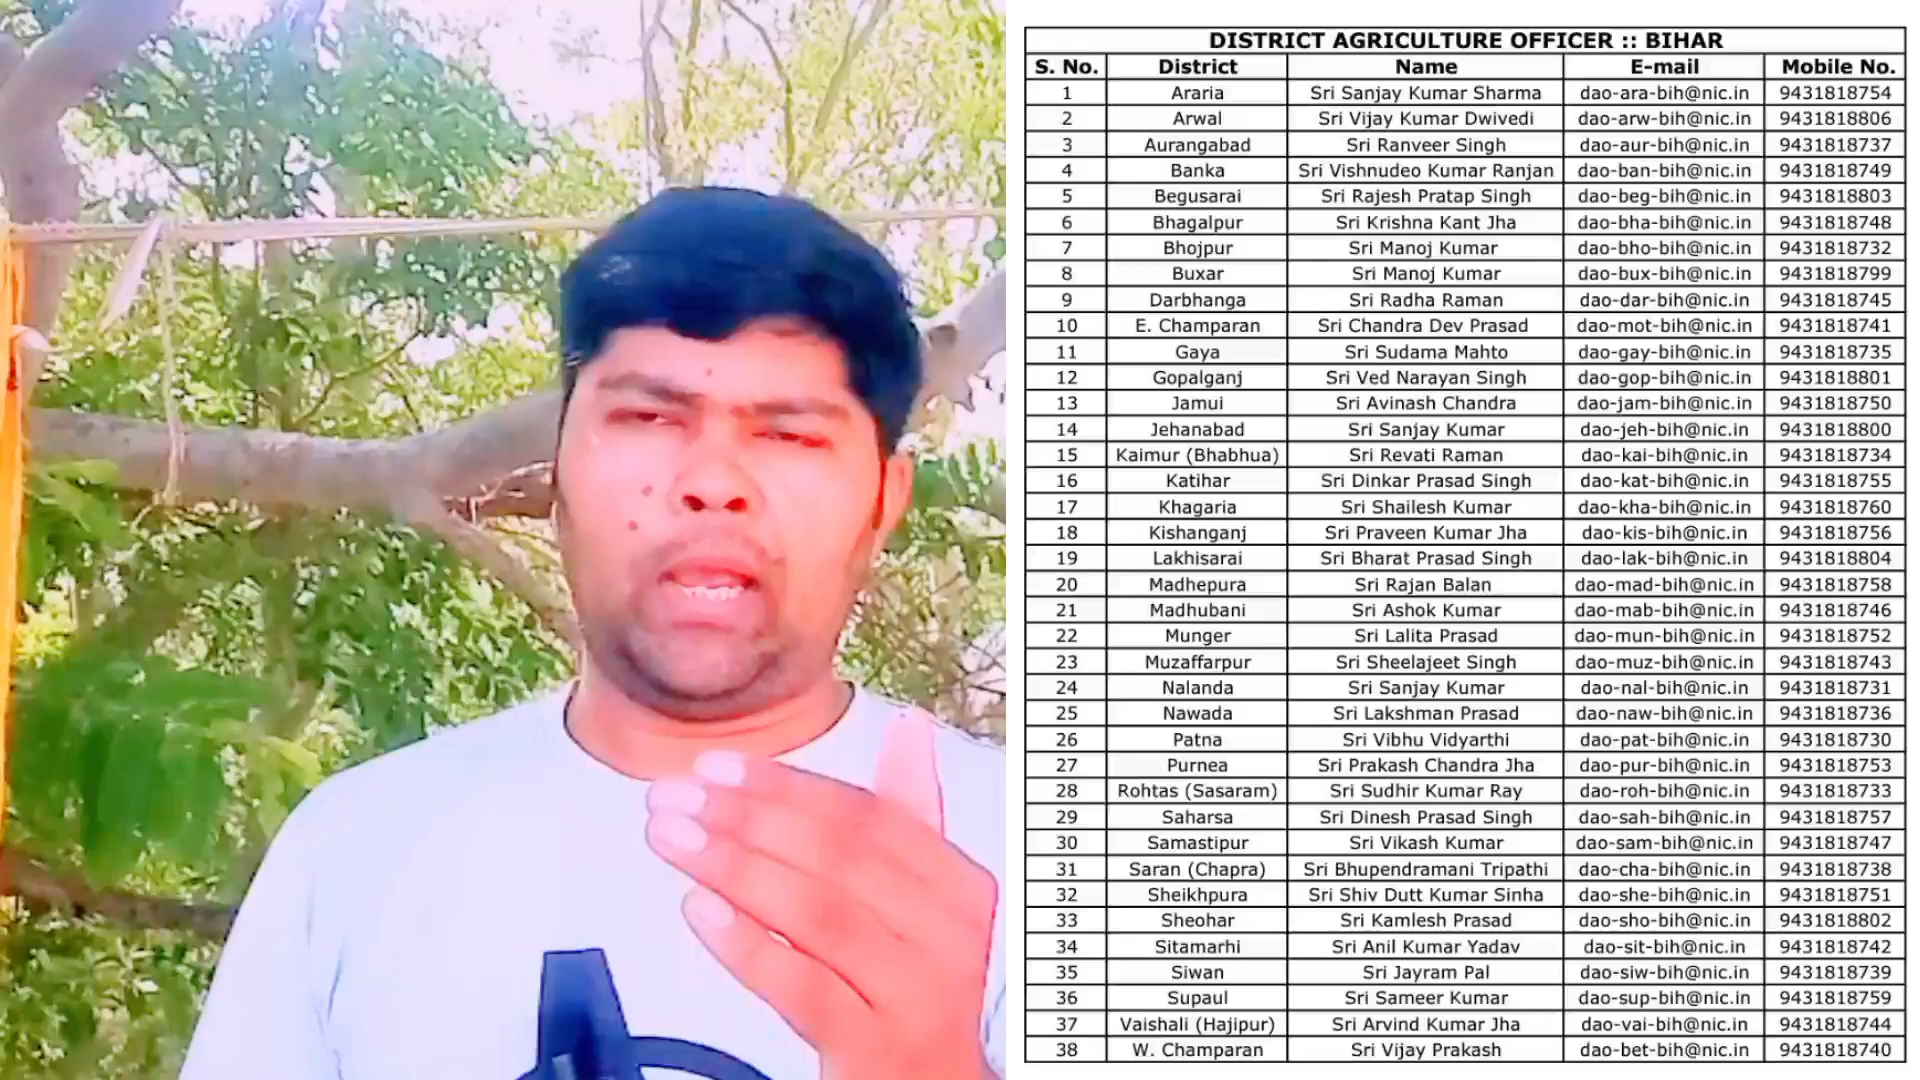 DISTRICT AGRICULTURE OFFICER :: BIHAR
S. No. District Name E-mail Mobile No.
1 Araria Sri Sanjay Kumar Sharma dao-ara-bih@nic.in 9431818754
2 Arwal Sri Vijay Kumar Dwivedi dao-arw-bih@nic.in 9431818806
3 Aurangabad Sri Ranveer Singh dao-aur-bih@nic.in 9431818737
4 Banka Sri Vishnudeo Kumar Ranjan dao-ban-bih@nic.in 9431818749
5 Begusarai Sri Rajesh Pratap Singh dao-beg-bih@nic.in 9431818803
6 Bhagalpur Sri Krishna Kant Jha dao-bha-bih@nic.in 9431818748
7 Bhojpur Sri Manoj Kumar dao-bho-bih@nic.in 9431818732
8 Buxar Sri Manoj Kumar dao-bux-bih@nic.in 9431818799
9 Darbhanga Sri Radha Raman dao-dar-bih@nic.in 9431818745
10 E. Champaran Sri Chandra Dev Prasad dao-mot-bih@nic.in 9431818741
11 Gaya Sri Sudama Mahto dao-gay-bih@nic.in 9431818735
12 Gopalganj Sri Ved Narayan Singh dao-gop-bih@nic.in 9431818801
13 Jamui Sri Avinash Chandra dao-jam-bih@nic.in 9431818750
14 Jehanabad Sri Sanjay Kumar dao-jeh-bih@nic.in 9431818800
15 Kaimur (Bhabhua) Sri Revati Raman dao-kai-bih@nic.in 9431818734
16 Katihar Sri Dinkar Prasad Singh dao-kat-bih@nic.in 9431818755
17 Khagaria Sri Shailesh Kumar dao-kha-bih@nic.in 9431818760
18 Kishanganj Sri Praveen Kumar Jha dao-kis-bih@nic.in 9431818756
19 Lakhisarai Sri Bharat Prasad Singh dao-lak-bih@nic.in 9431818804
20 Madhepura Sri Rajan Balan dao-mad-bih@nic.in 9431818758
21 Madhubani Sri Ashok Kumar dao-mab-bih@nic.in 9431818746
22 Munger Sri Lalita Prasad dao-mun-bih@nic.in 9431818752
23 Muzaffarpur Sri Sheelajeet Singh dao-muz-bih@nic.in 9431818743
24 Nalanda Sri Sanjay Kumar dao-nal-bih@nic.in 9431818731
25 Nawada Sri Lakshman Prasad dao-naw-bih@nic.in 9431818736
26 Patna Sri Vibhu Vidyarthi dao-pat-bih@nic.in 9431818730
27 Purnea Sri Prakash Chandra Jha dao-pur-bih@nic.in 9431818753
28 Rohtas (Sasaram) Sri Sudhir Kumar Ray dao-roh-bih@nic.in 9431818733
29 Saharsa Sri Dinesh Prasad Singh dao-sah-bih@nic.in 9431818757
30 Samastipur Sri Vikash Kumar dao-sam-bih@nic.in 9431818747
31 Saran (Chapra) Sri Bhupendramani Tripathi dao-cha-bih@nic.in 9431818738
32 Sheikhpura Sri Shiv Dutt Kumar Sinha dao-she-bih@nic.in 9431818751
33 Sheohar Sri Kamlesh Prasad dao-sho-bih@nic.in 9431818802
34 Sitamarhi Sri Anil Kumar Yadav dao-sit-bih@nic.in 9431818742
35 Siwan Sri Jayram Pal dao-siw-bih@nic.in 9431818739
36 Supaul Sri Sameer Kumar dao-sup-bih@nic.in 9431818759
37 Vaishali (Hajipur) Sri Arvind Kumar Jha dao-vai-bih@nic.in 9431818744
38 W. Champaran Sri Vijay Prakash dao-bet-bih@nic.in 9431818740